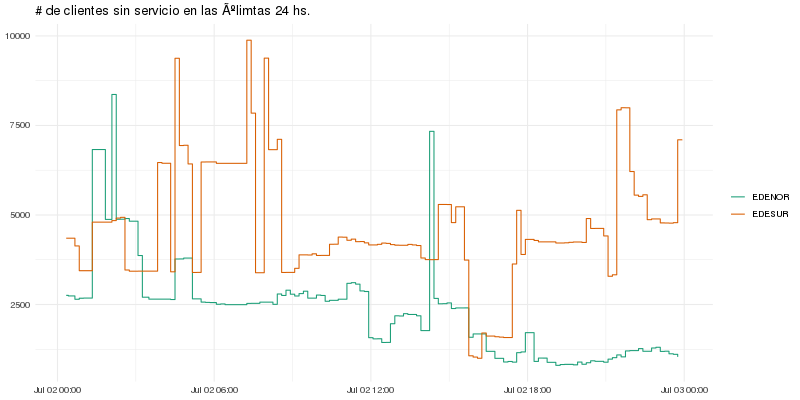 # de clientes sin servicio en las Ãºlimtas 24 hs.
10000
7500
5000
2500
EDENOR
EDESUR
Jul 02 00:00
Jul 02 06:00
Jul 02 12:00
Jul 02 18:00
Jul 03 00:00